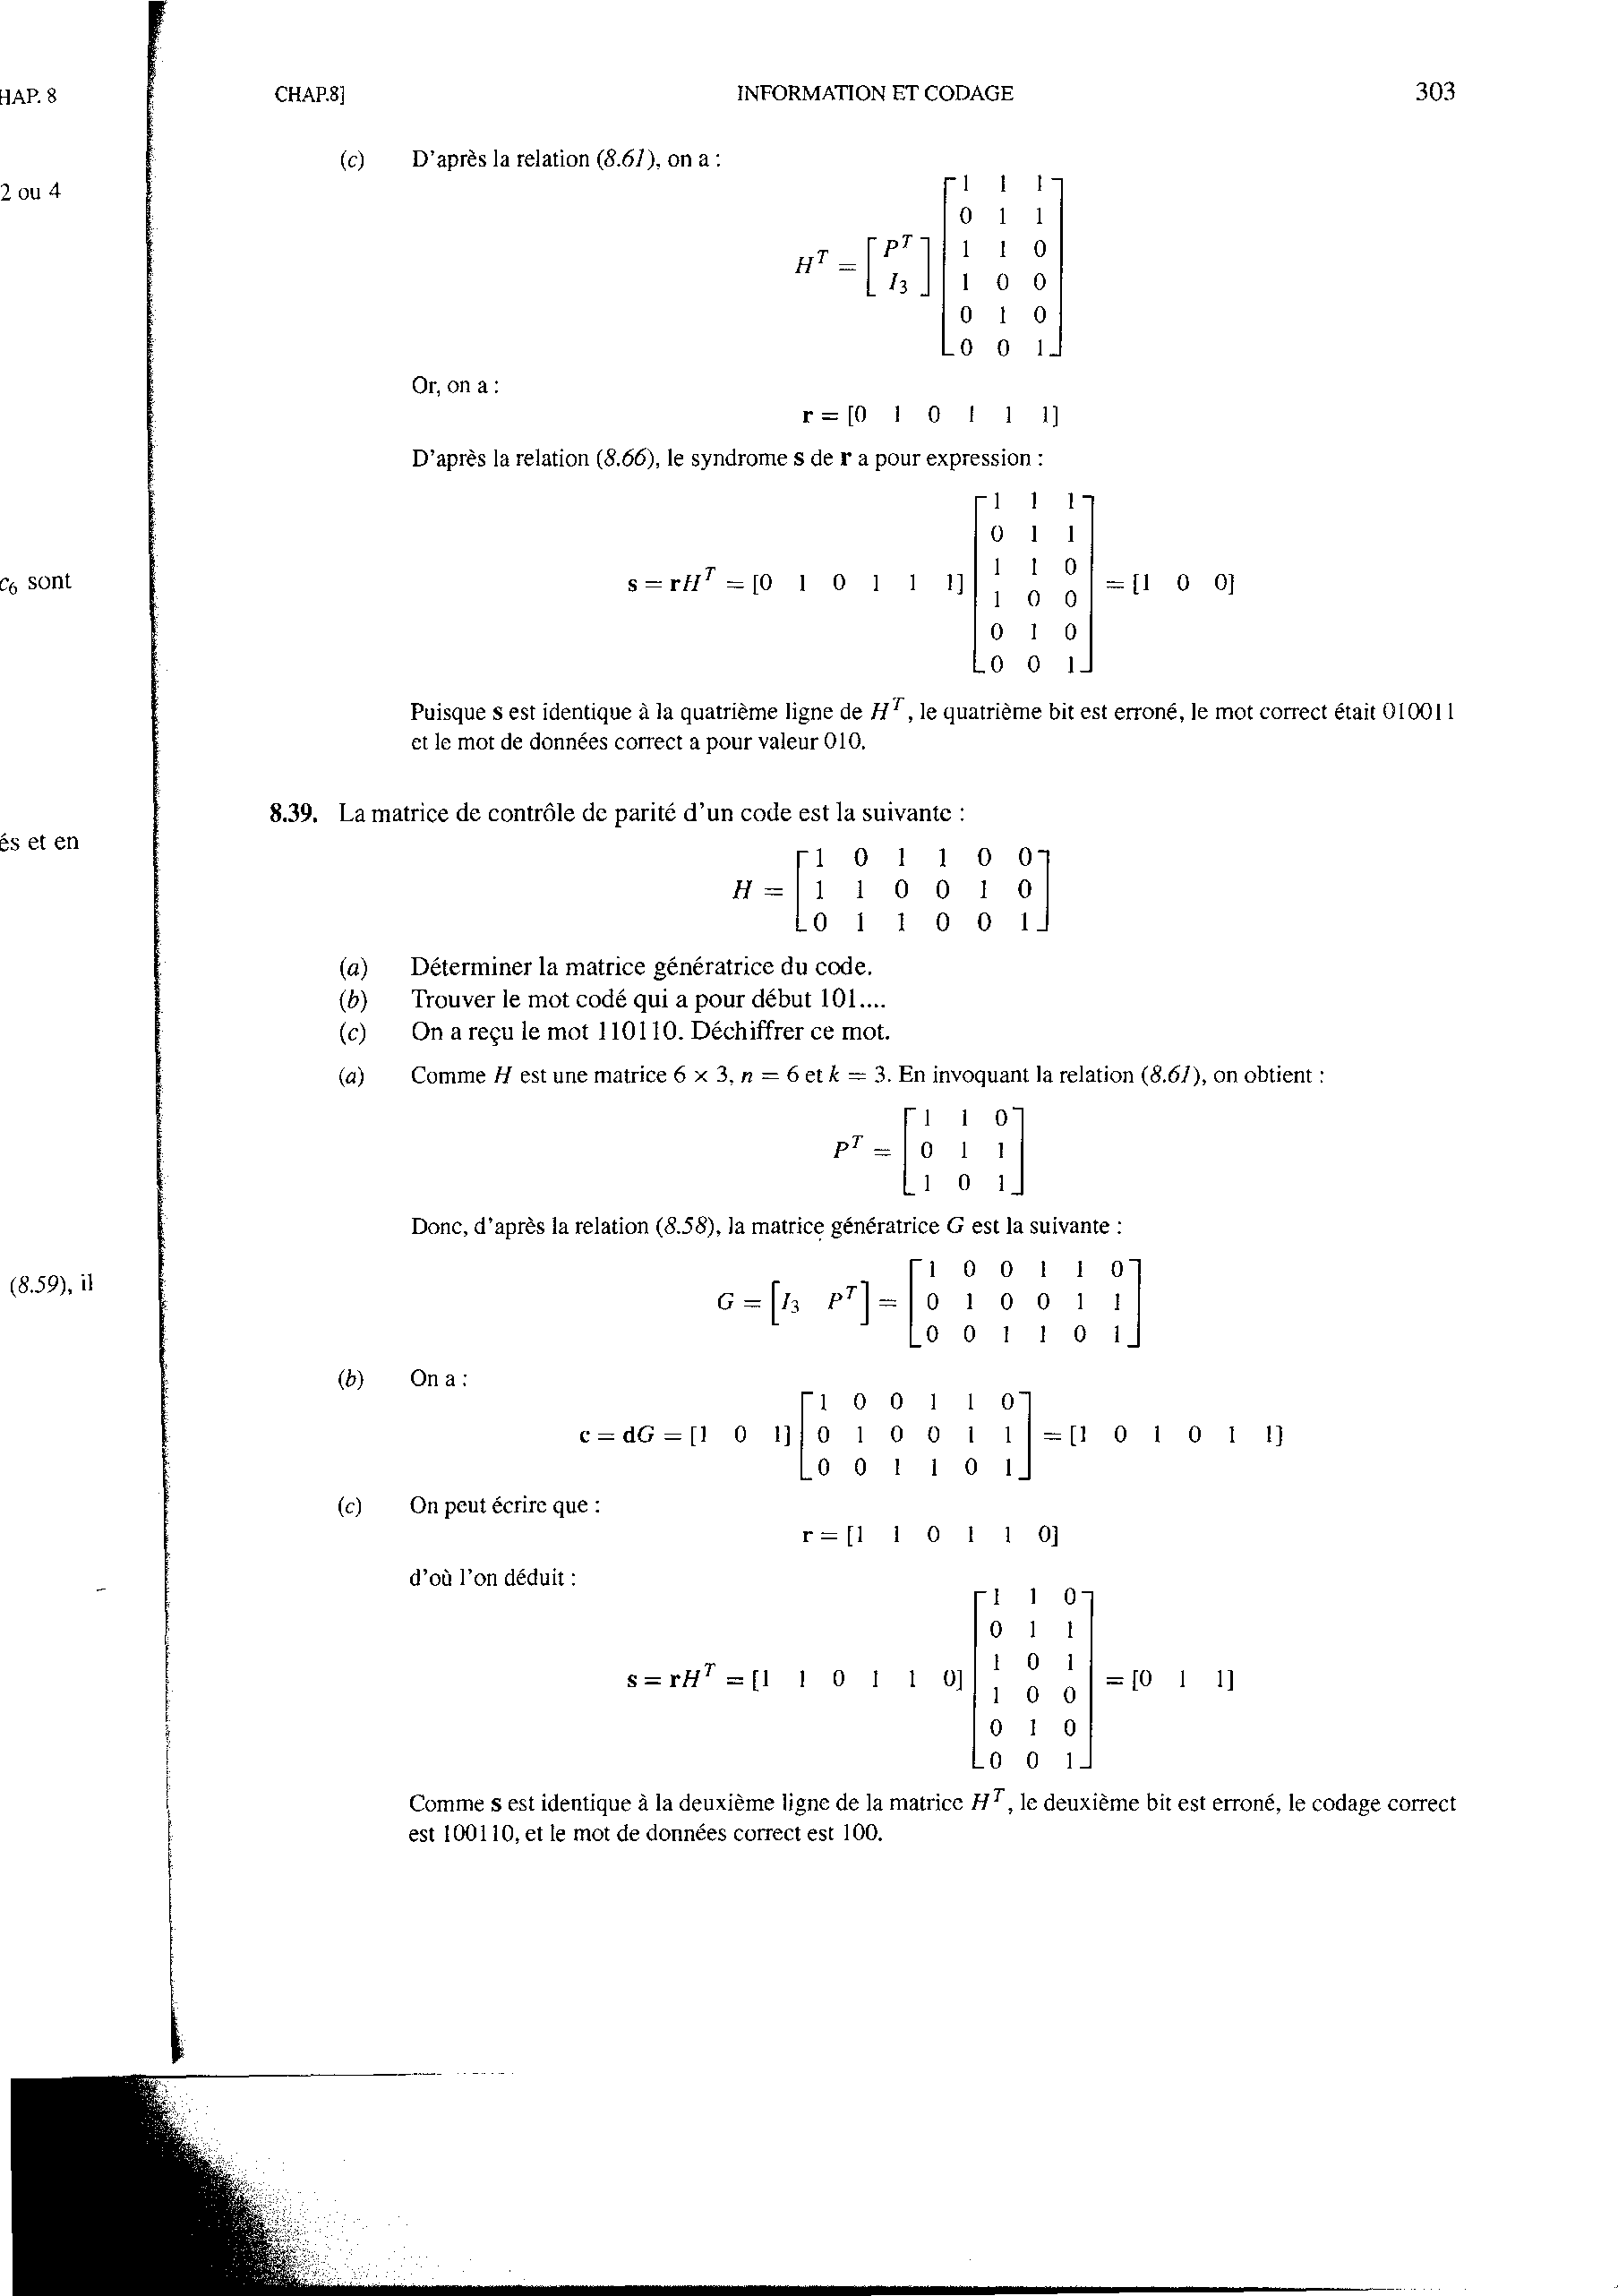 HAP. 8
2 ou 4
c6 sont
és et en
(8.59), il
CHAP.8] INFORMATION ET CODAGE 303
(c) D'après la relation (8.61), on a :
H^T = [P^T
I3] [1 1 1
0 1 1
1 1 0
1 0 0
0 1 0
0 0 1]
Or, on a :
r = [0 1 0 1 1 1]
D'après la relation (8.66), le syndrome s de r a pour expression :
s = rH^T = [0 1 0 1 1 1] [1 1 1
0 1 1
1 1 0
1 0 0
0 1 0
0 0 1] = [1 0 0]
Puisque s est identique à la quatrième ligne de H^T, le quatrième bit est erroné, le mot correct était 010011
et le mot de données correct a pour valeur 010.
8.39. La matrice de contrôle de parité d'un code est la suivante :
H = [1 0 1 1 0 0
1 1 0 0 1 0
0 1 1 0 0 1]
(a) Déterminer la matrice génératrice du code.
(b) Trouver le mot codé qui a pour début 101....
(c) On a reçu le mot 110110. Déchiffrer ce mot.
(a) Comme H est une matrice 6 × 3, n = 6 et k = 3. En invoquant la relation (8.61), on obtient :
P^T = [1 1 0
0 1 1
1 0 1]
Donc, d'après la relation (8.58), la matrice génératrice G est la suivante :
G = [I3 P^T] = [1 0 0 1 1 0
0 1 0 0 1 1
0 0 1 1 0 1]
(b) On a :
c = dG = [1 0 1] [1 0 0 1 1 0
0 1 0 0 1 1
0 0 1 1 0 1] = [1 0 1 0 1 1]
(c) On peut écrire que :
r = [1 1 0 1 1 0]
d'où l'on déduit :
s = rH^T = [1 1 0 1 1 0] [1 1 0
0 1 1
1 0 1
1 0 0
0 1 0
0 0 1] = [0 1 1]
Comme s est identique à la deuxième ligne de la matrice H^T, le deuxième bit est erroné, le codage correct
est 100110, et le mot de données correct est 100.